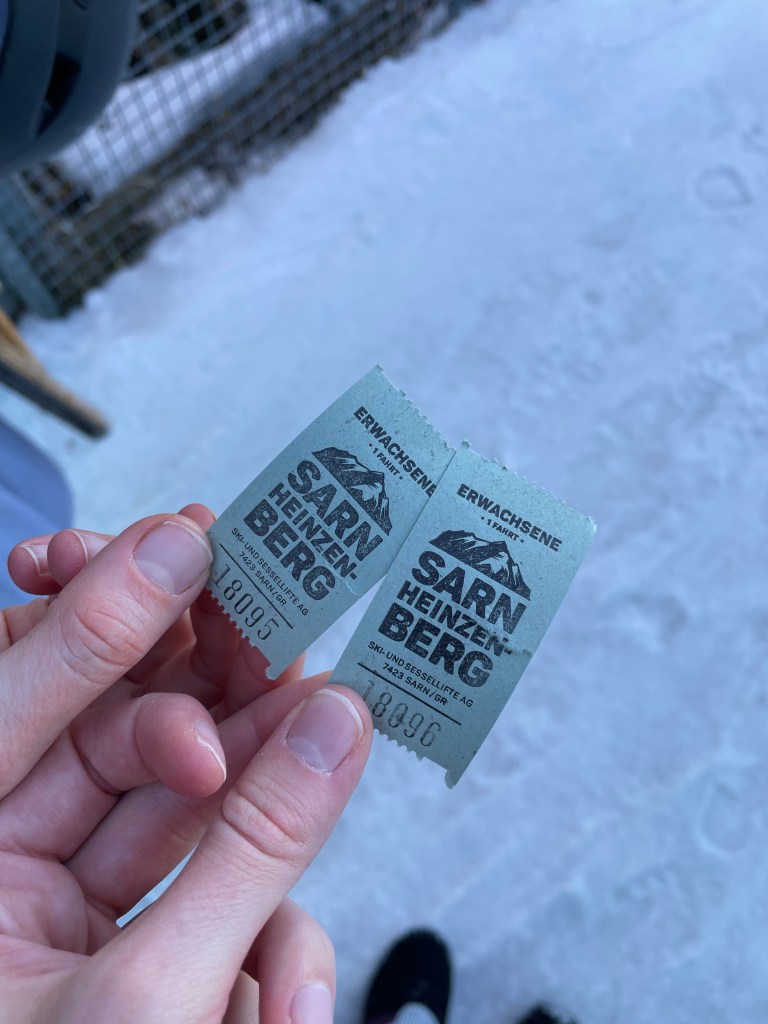 ERWACHSENE
• 1 FAHRT •
SARN
HEINZEN-
BERG
SKI- UND SESSELLIFTE AG
7423 SARN/GR
18095
ERWACHSENE
• 1 FAHRT •
SARN
HEINZEN-
BERG
SKI- UND SESSELLIFTE AG
7423 SARN/GR
18096